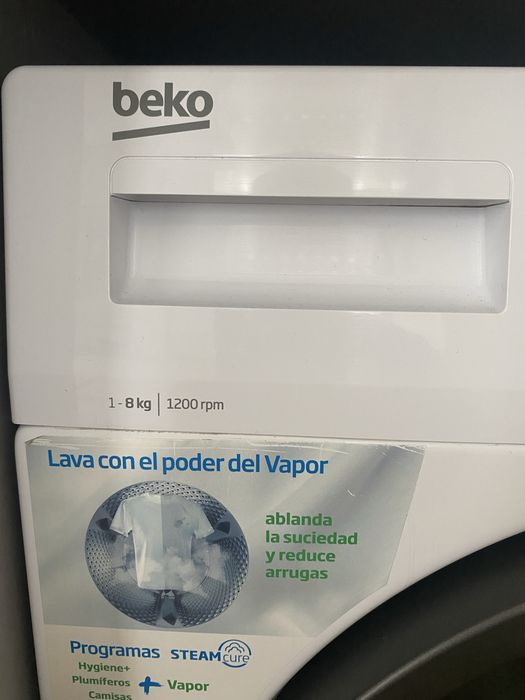 beko
1 - 8 kg | 1200 rpm
Lava con el poder del Vapor
ablanda
la suciedad
y reduce
arrugas
Programas STEAM cure
Hygiene+
Plumíferos + Vapor
Camisas